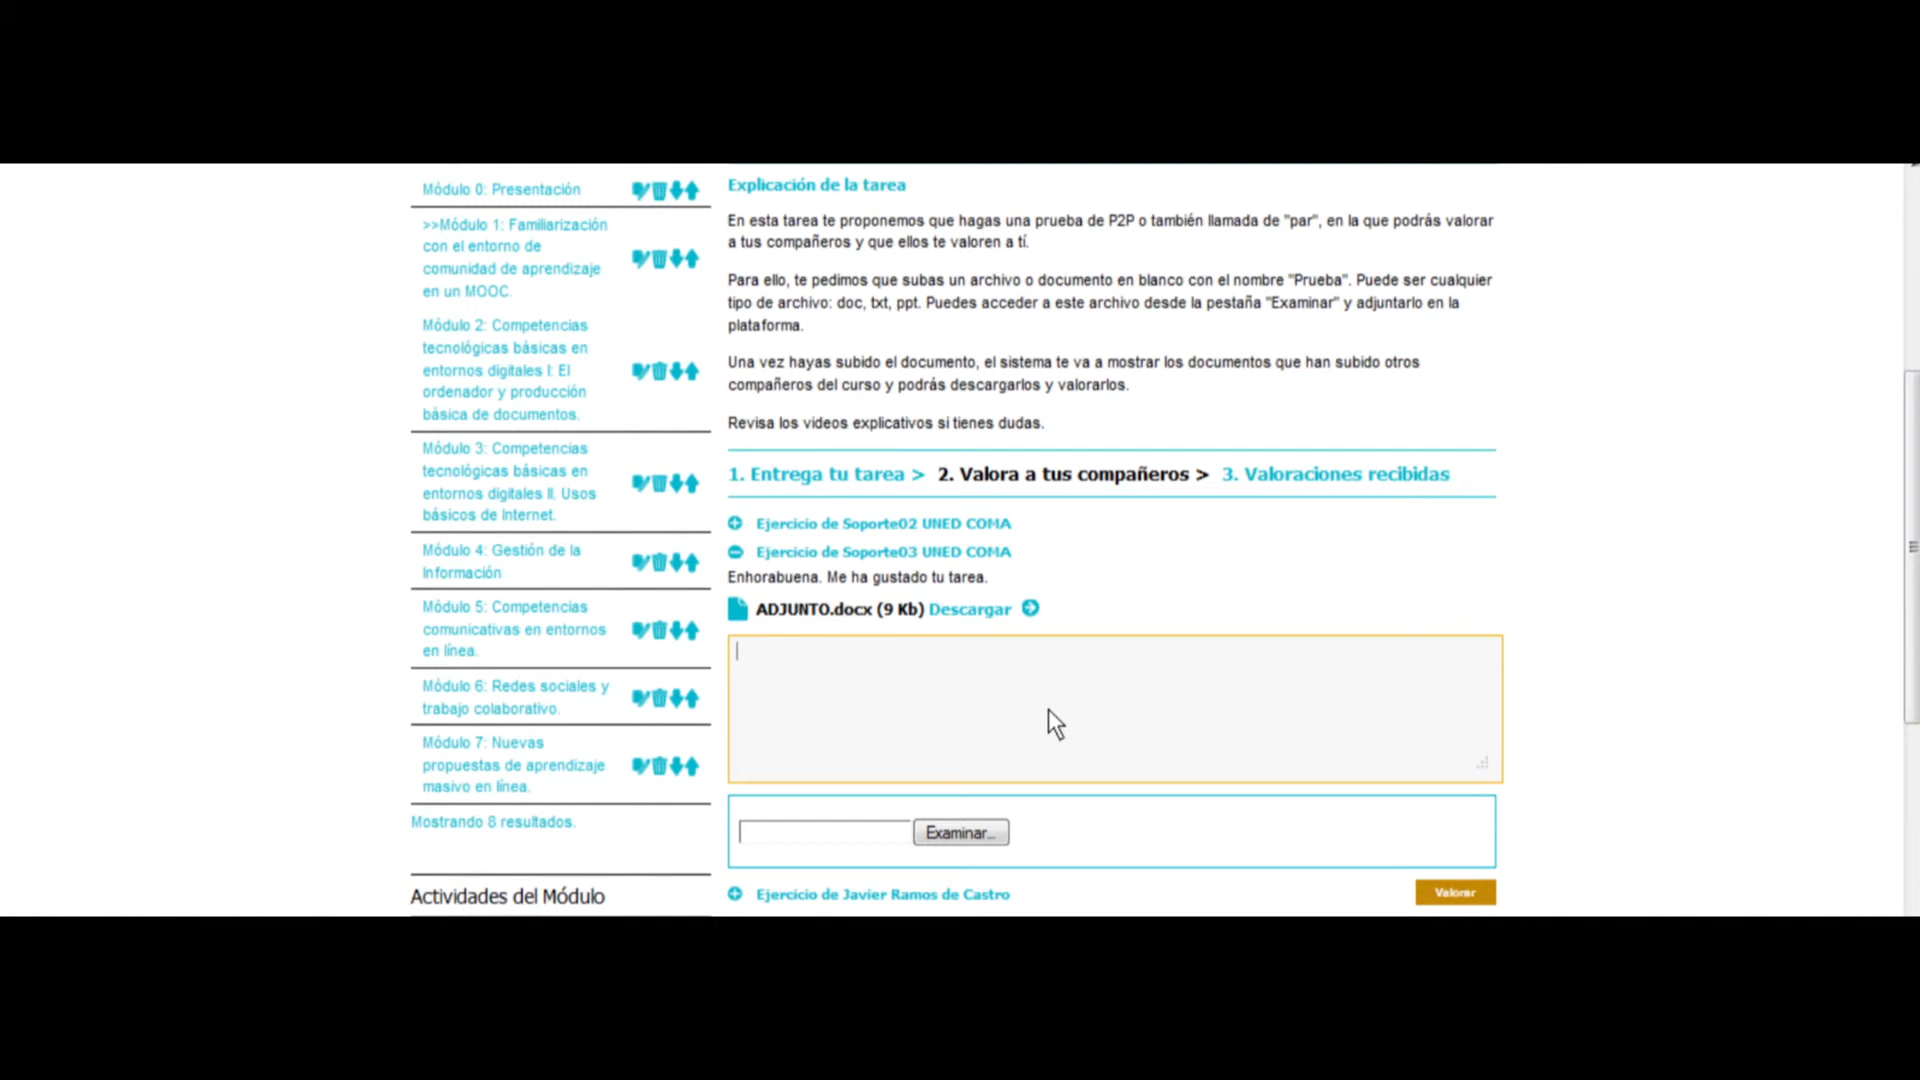 Módulo 0: Presentación
>>Módulo 1: Familiarización
con el entorno de
comunidad de aprendizaje
en un MOOC.
Módulo 2: Competencias
tecnológicas básicas en
entornos digitales I: El
ordenador y producción
básica de documentos.
Módulo 3: Competencias
tecnológicas básicas en
entornos digitales II. Usos
básicos de Internet.
Módulo 4: Gestión de la
Información
Módulo 5: Competencias
comunicativas en entornos
en línea.
Módulo 6: Redes sociales y
trabajo colaborativo.
Módulo 7: Nuevas
propuestas de aprendizaje
masivo en línea.
Mostrando 8 resultados.
Actividades del Módulo
Explicación de la tarea
En esta tarea te proponemos que hagas una prueba de P2P o también llamada de "par", en la que podrás valorar
a tus compañeros y que ellos te valoren a tí.
Para ello, te pedimos que subas un archivo o documento en blanco con el nombre "Prueba". Puede ser cualquier
tipo de archivo: doc, txt, ppt. Puedes acceder a este archivo desde la pestaña "Examinar" y adjuntarlo en la
plataforma.
Una vez hayas subido el documento, el sistema te va a mostrar los documentos que han subido otros
compañeros del curso y podrás descargarlos y valorarlos.
Revisa los videos explicativos si tienes dudas.
1. Entrega tu tarea > 2. Valora a tus compañeros > 3. Valoraciones recibidas
Ejercicio de Soporte02 UNED COMA
Ejercicio de Soporte03 UNED COMA
Enhorabuena. Me ha gustado tu tarea.
ADJUNTO.docx (9 Kb) Descargar
Examinar...
Ejercicio de Javier Ramos de Castro
Valorar